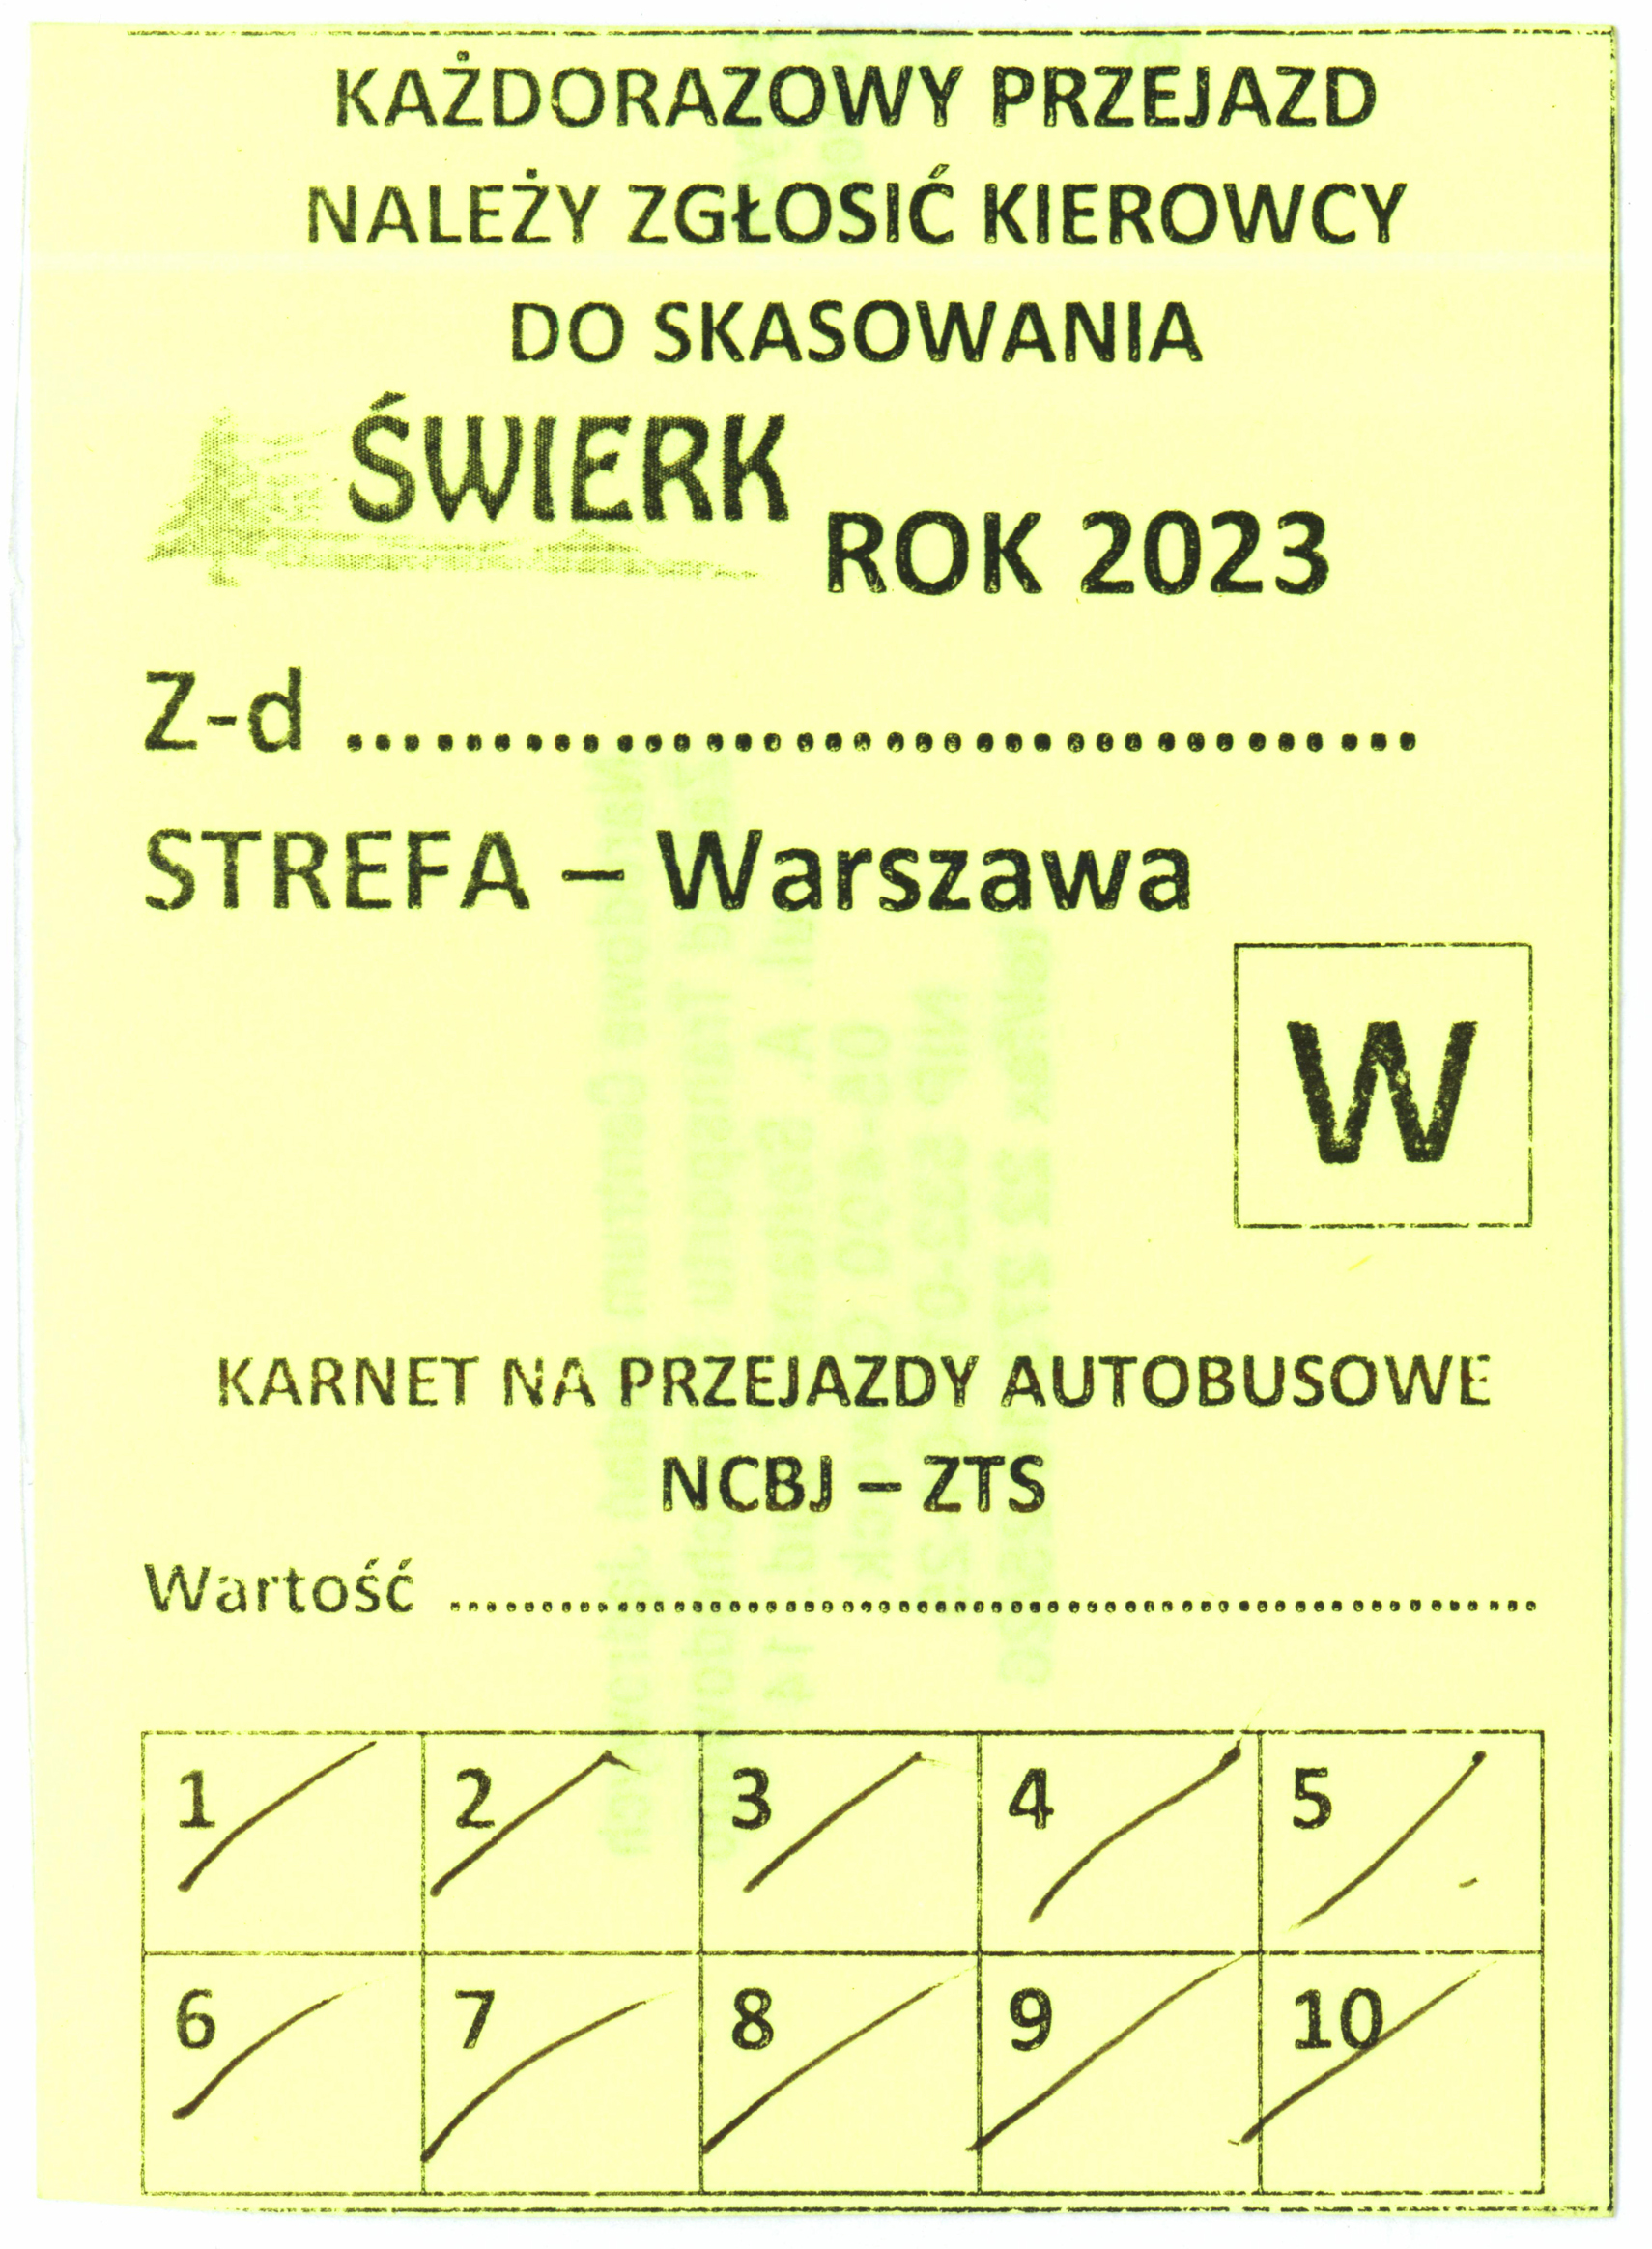 KAŻDORAZOWY PRZEJAZD
NALEŻY ZGŁOSIĆ KIEROWCY
DO SKASOWANIA
ŚWIERK
ROK 2023
Z-d ....................................
STREFA – Warszawa
W
KARNET NA PRZEJAZDY AUTOBUSOWE
NCBJ – ZTS
Wartość ..............................................................................
1 2 3 4 5
6 7 8 9 10